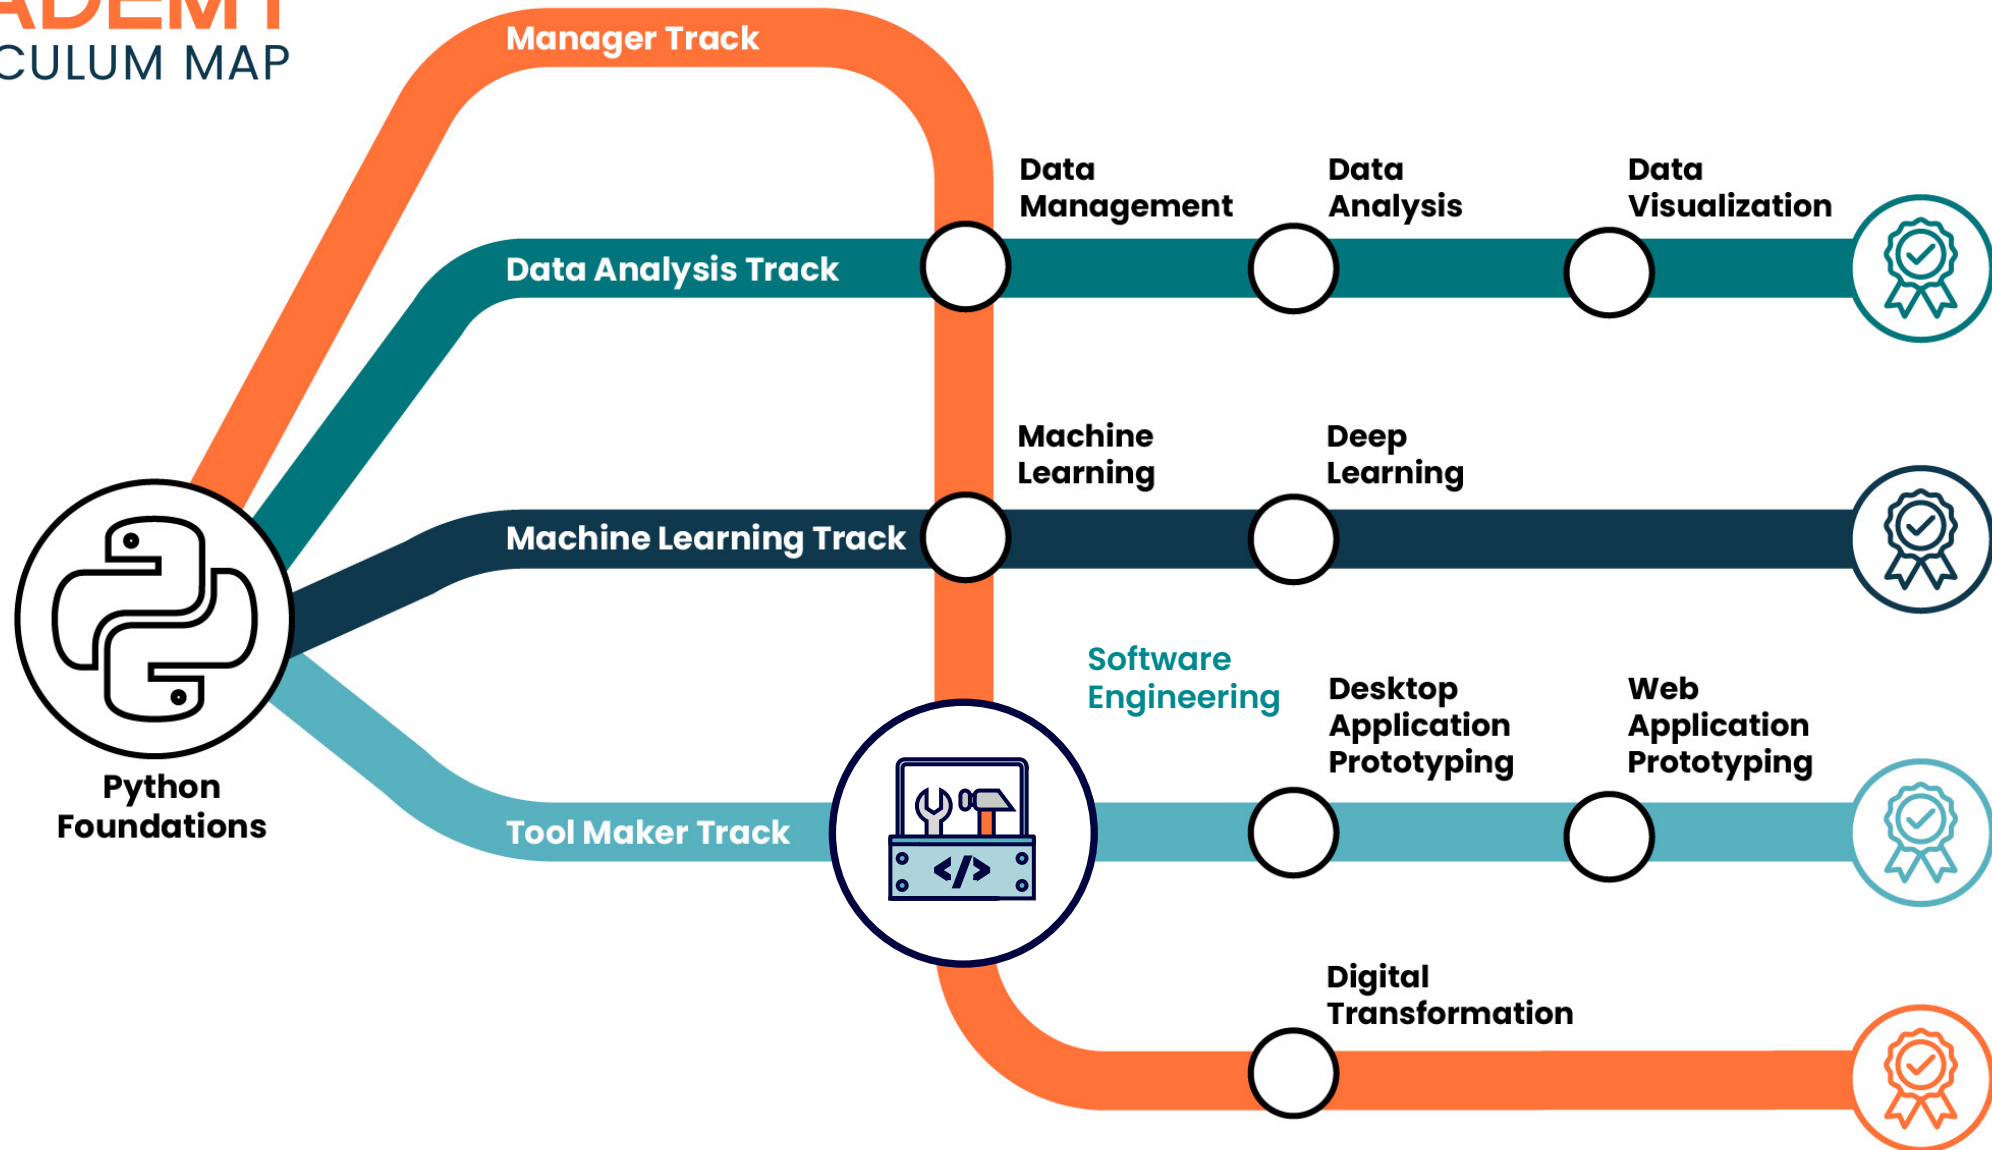 ADEMY
CULUM MAP
Manager Track
Data
Management
Data
Analysis
Data
Visualization
Data Analysis Track
Machine
Learning
Deep
Learning
Machine Learning Track
Software
Engineering
Desktop
Application
Prototyping
Web
Application
Prototyping
Python
Foundations
Tool Maker Track
</>
Digital
Transformation